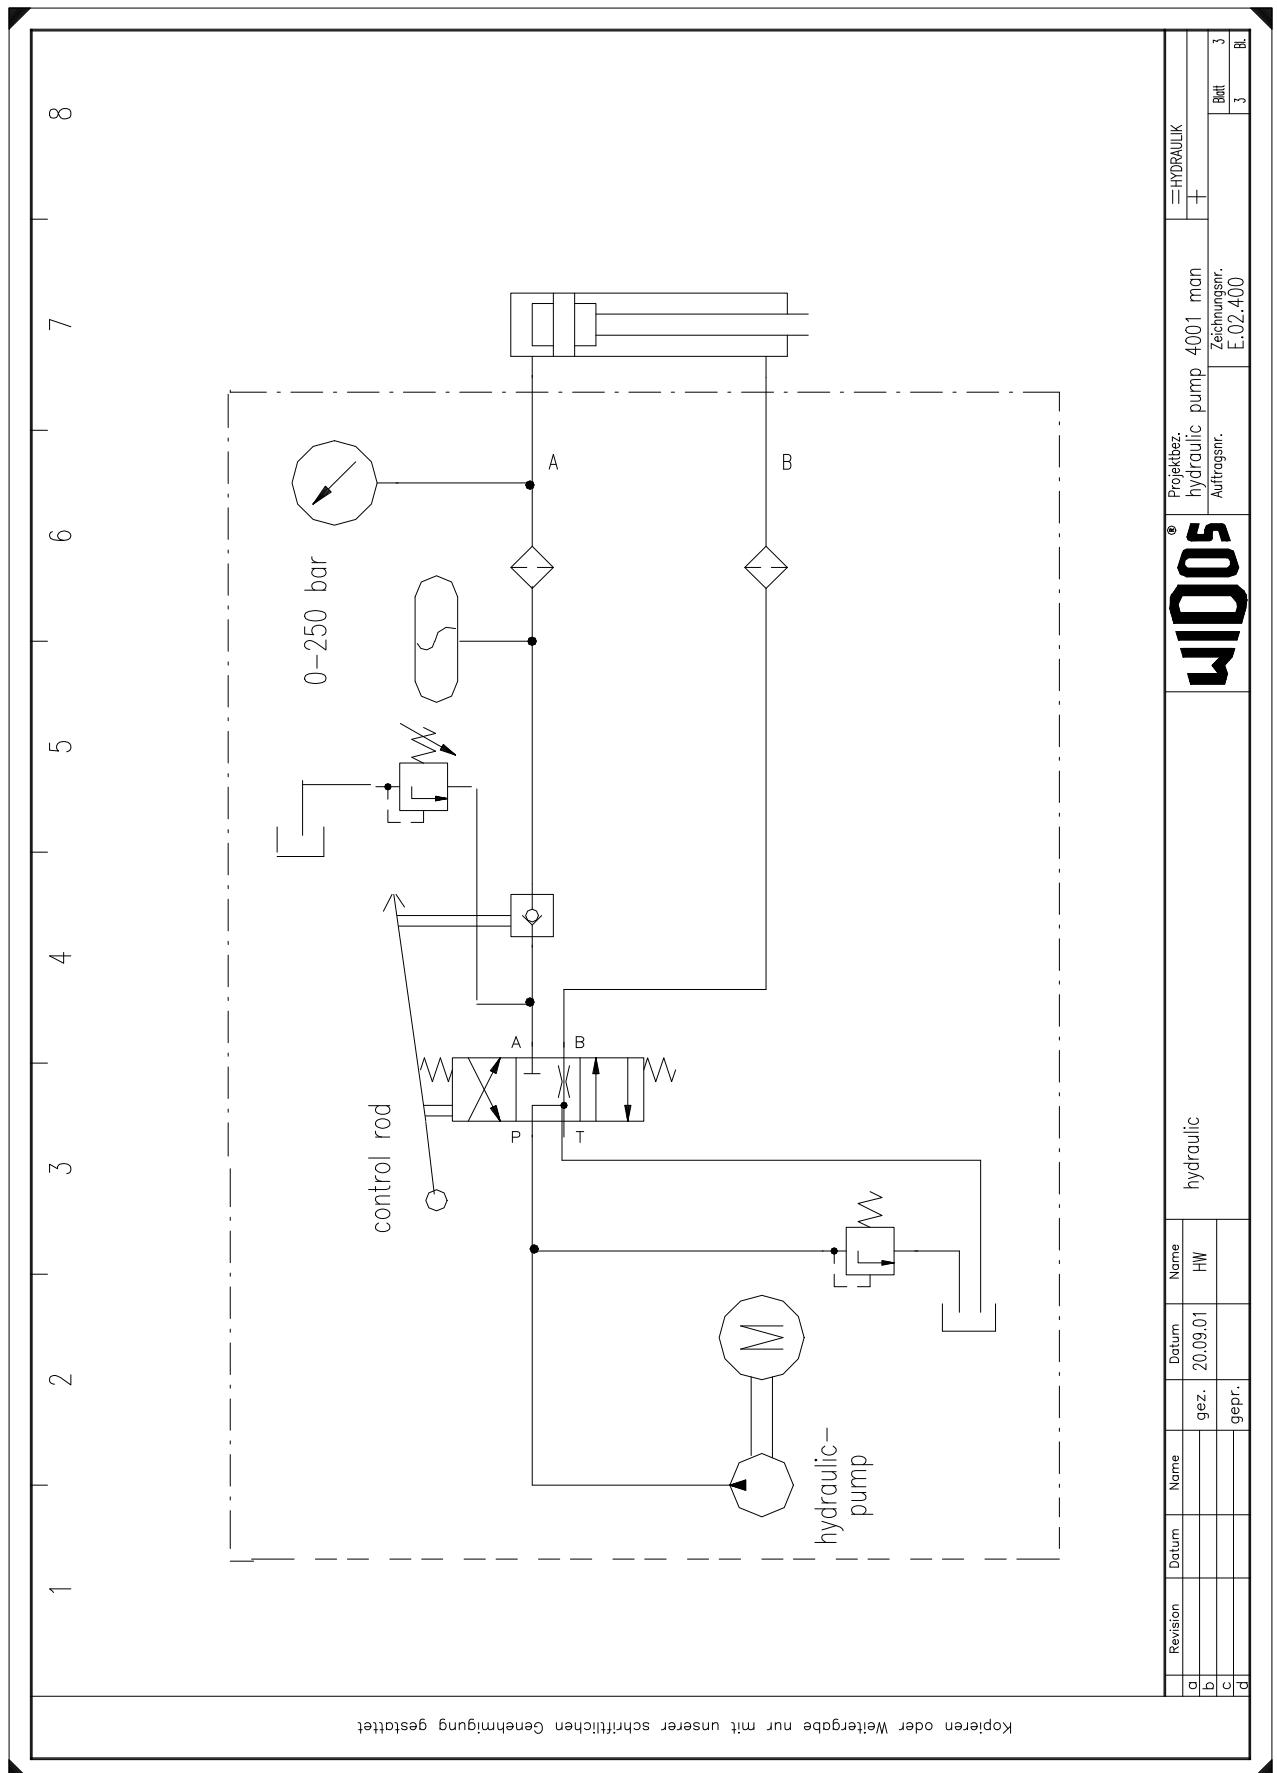 1 2 3 4 5 6 7 8
0-250 bar
A
B
control rod
A
B
P
T
M
hydraulic-
pump
Revision
Datum
Name
Datum
Name
a
b
c
d
gez.
20.09.01
HW
gepr.
hydraulic
WIDOS®
Projektbez.
hydraulic pump 4001 man
Auftragsnr.
Zeichnungsnr.
E.02.400
=HYDRAULIK
+
Blatt 3
3 Bl.
Kopieren oder Weitergabe nur mit unserer schriftlichen Genehmigung gestattet